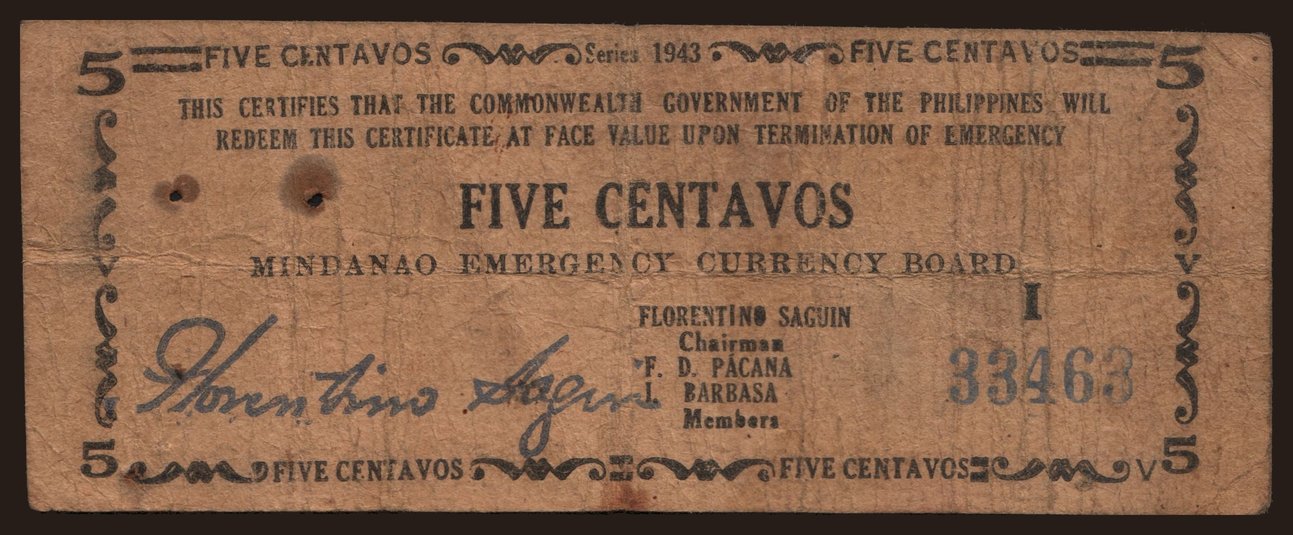 5 FIVE CENTAVOS Series 1943 FIVE CENTAVOS 5
THIS CERTIFIES THAT THE COMMONWEALTH GOVERNMENT OF THE PHILIPPINES WILL
REDEEM THIS CERTIFICATE AT FACE VALUE UPON TERMINATION OF EMERGENCY
FIVE CENTAVOS
MINDANAO EMERGENCY CURRENCY BOARD
I
FLORENTINO SAGUIN
Chairman
F. D. PÁCANA
33463
Florentino Saguin
I. BARBASA
Members
5 FIVE CENTAVOS FIVE CENTAVOS V 5